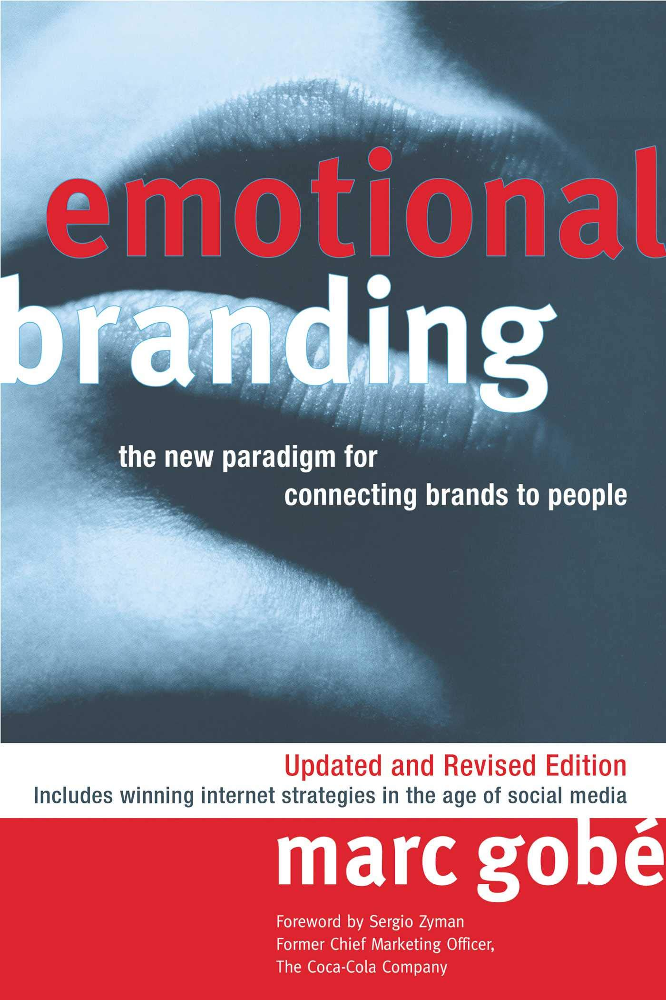 emotional
branding
the new paradigm for
connecting brands to people
Updated and Revised Edition
Includes winning internet strategies in the age of social media
marc gobé
Foreword by Sergio Zyman
Former Chief Marketing Officer,
The Coca-Cola Company